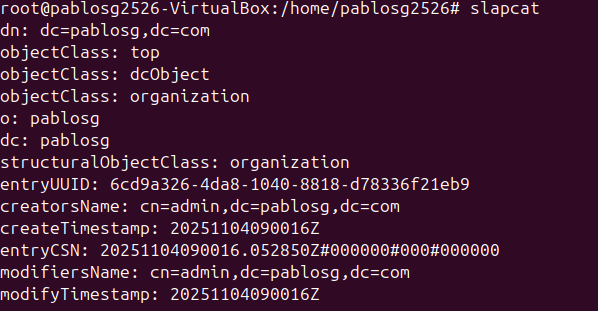 root@pablosg2526-VirtualBox:/home/pablosg2526# slapcat
dn: dc=pablosg,dc=com
objectClass: top
objectClass: dcObject
objectClass: organization
o: pablosg
dc: pablosg
structuralObjectClass: organization
entryUUID: 6cd9a326-4da8-1040-8818-d78336f21eb9
creatorsName: cn=admin,dc=pablosg,dc=com
createTimestamp: 20251104090016Z
entryCSN: 20251104090016.052850Z#000000#000#000000
modifiersName: cn=admin,dc=pablosg,dc=com
modifyTimestamp: 20251104090016Z